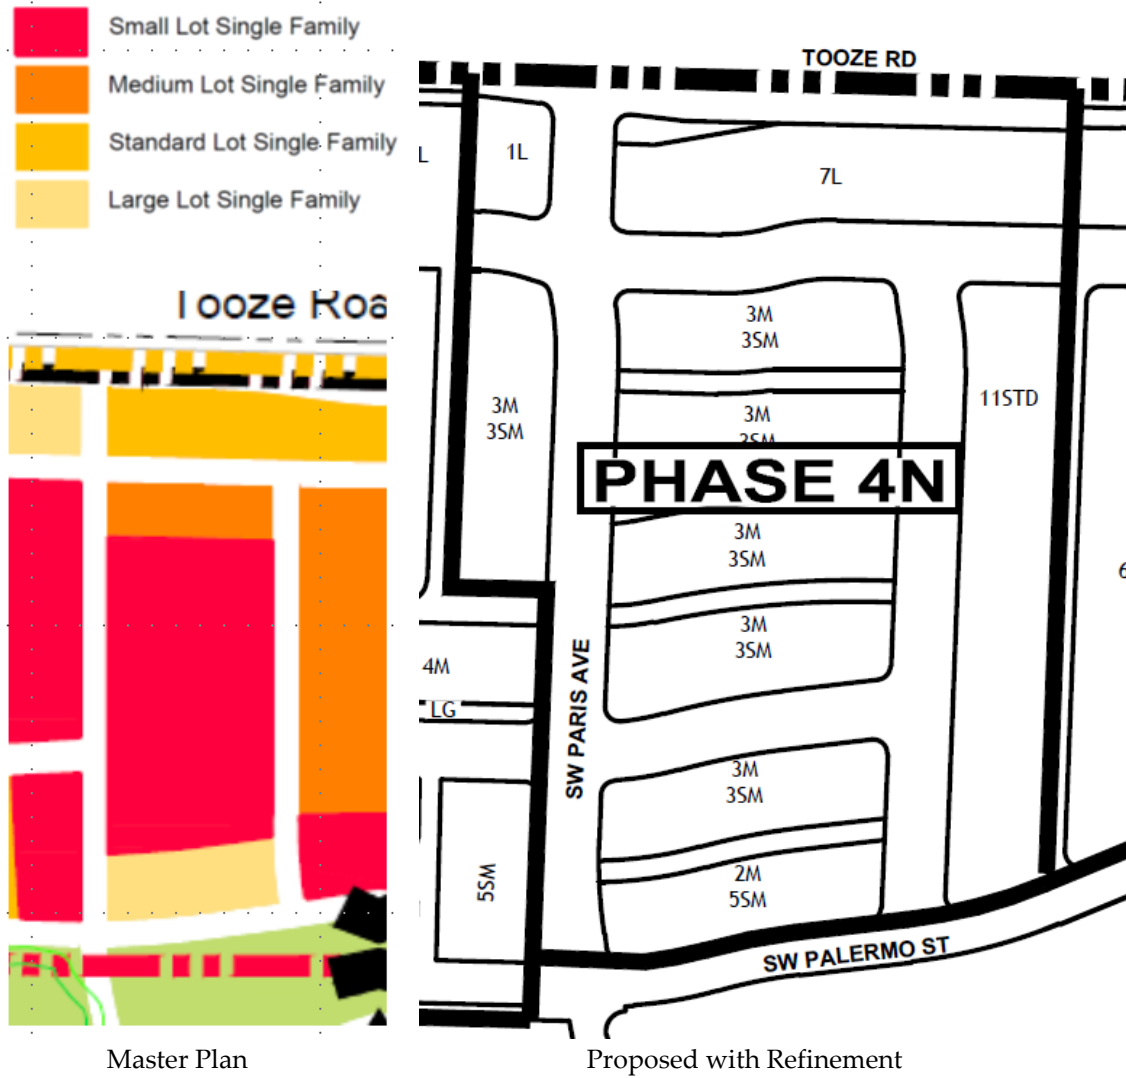 Small Lot Single Family
Medium Lot Single Family
Standard Lot Single Family
Large Lot Single Family
Tooze Roa
TOOZE RD
L
1L
7L
3M
3SM
3M
3SM
11STD
3M
3SM
PHASE 4N
3M
3SM
6
3M
3SM
4M
LG
SW PARIS AVE
3M
3SM
5SM
2M
5SM
SW PALERMO ST
Master Plan
Proposed with Refinement